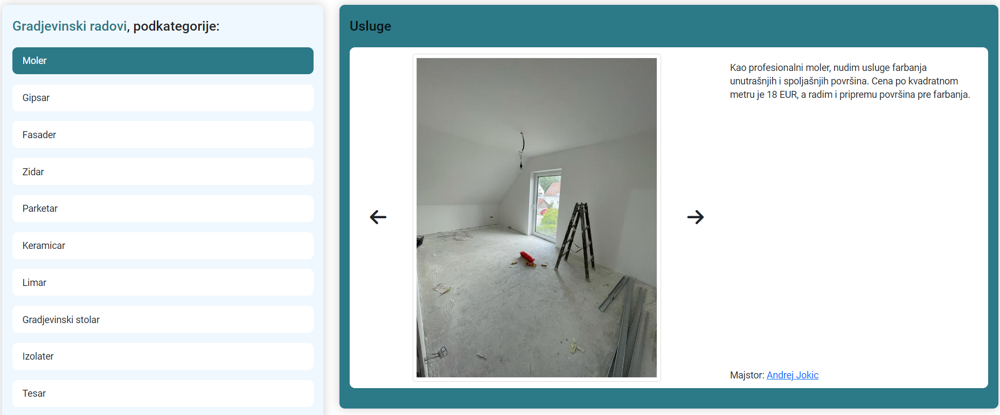 Gradjevinski radovi, podkategorije:
Moler
Gipsar
Fasader
Zidar
Parketar
Keramicar
Limar
Gradjevinski stolar
Izolater
Tesar
Usluge
Kao profesionalni moler, nudim usluge farbanja
unutrašnjih i spoljašnjih površina. Cena po kvadratnom
metru je 18 EUR, a radim i pripremu površina pre farbanja.
Majstor: Andrej Jokic